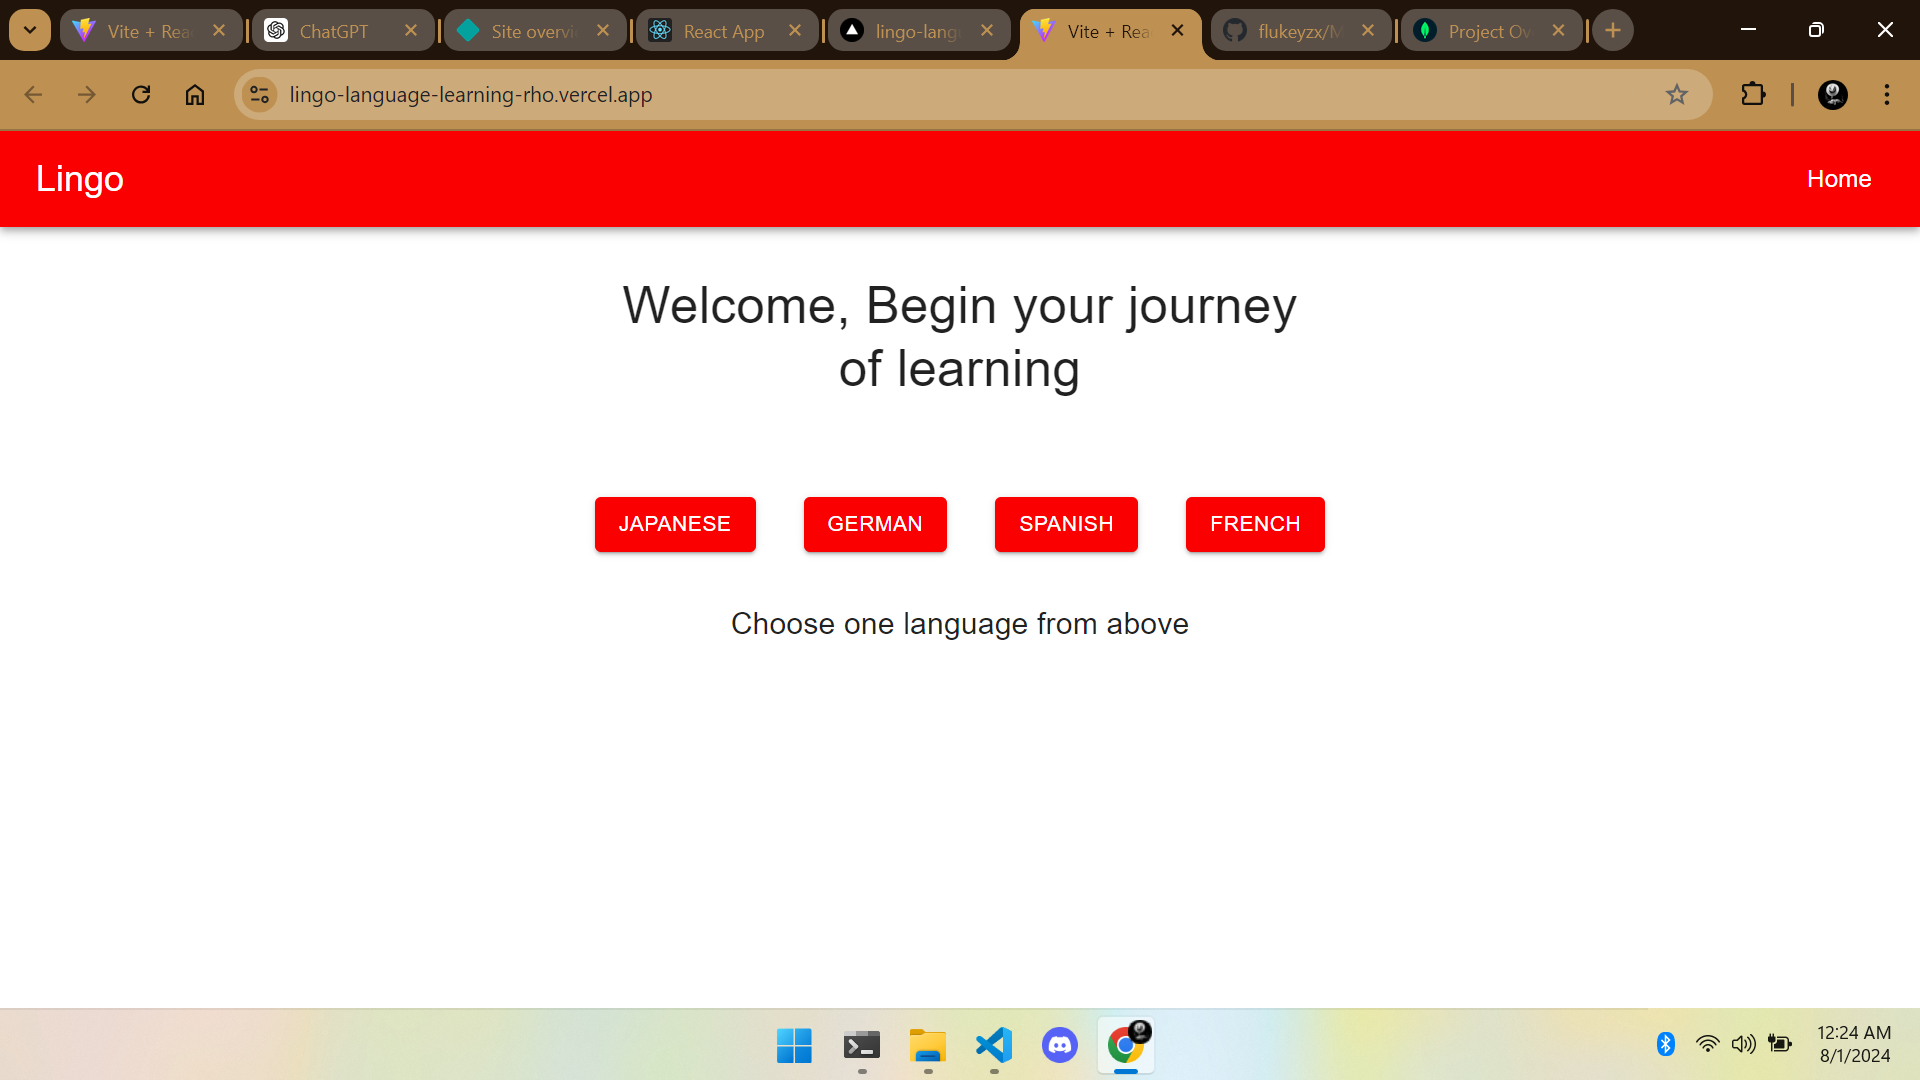 Vite + Rea
ChatGPT
Site overvi
React App
lingo-lang
Vite + Rea
flukeyzx/M
Project Ov
lingo-language-learning-rho.vercel.app
Lingo
Home
Welcome, Begin your journey
of learning
JAPANESE
GERMAN
SPANISH
FRENCH
Choose one language from above
12:24 AM
8/1/2024